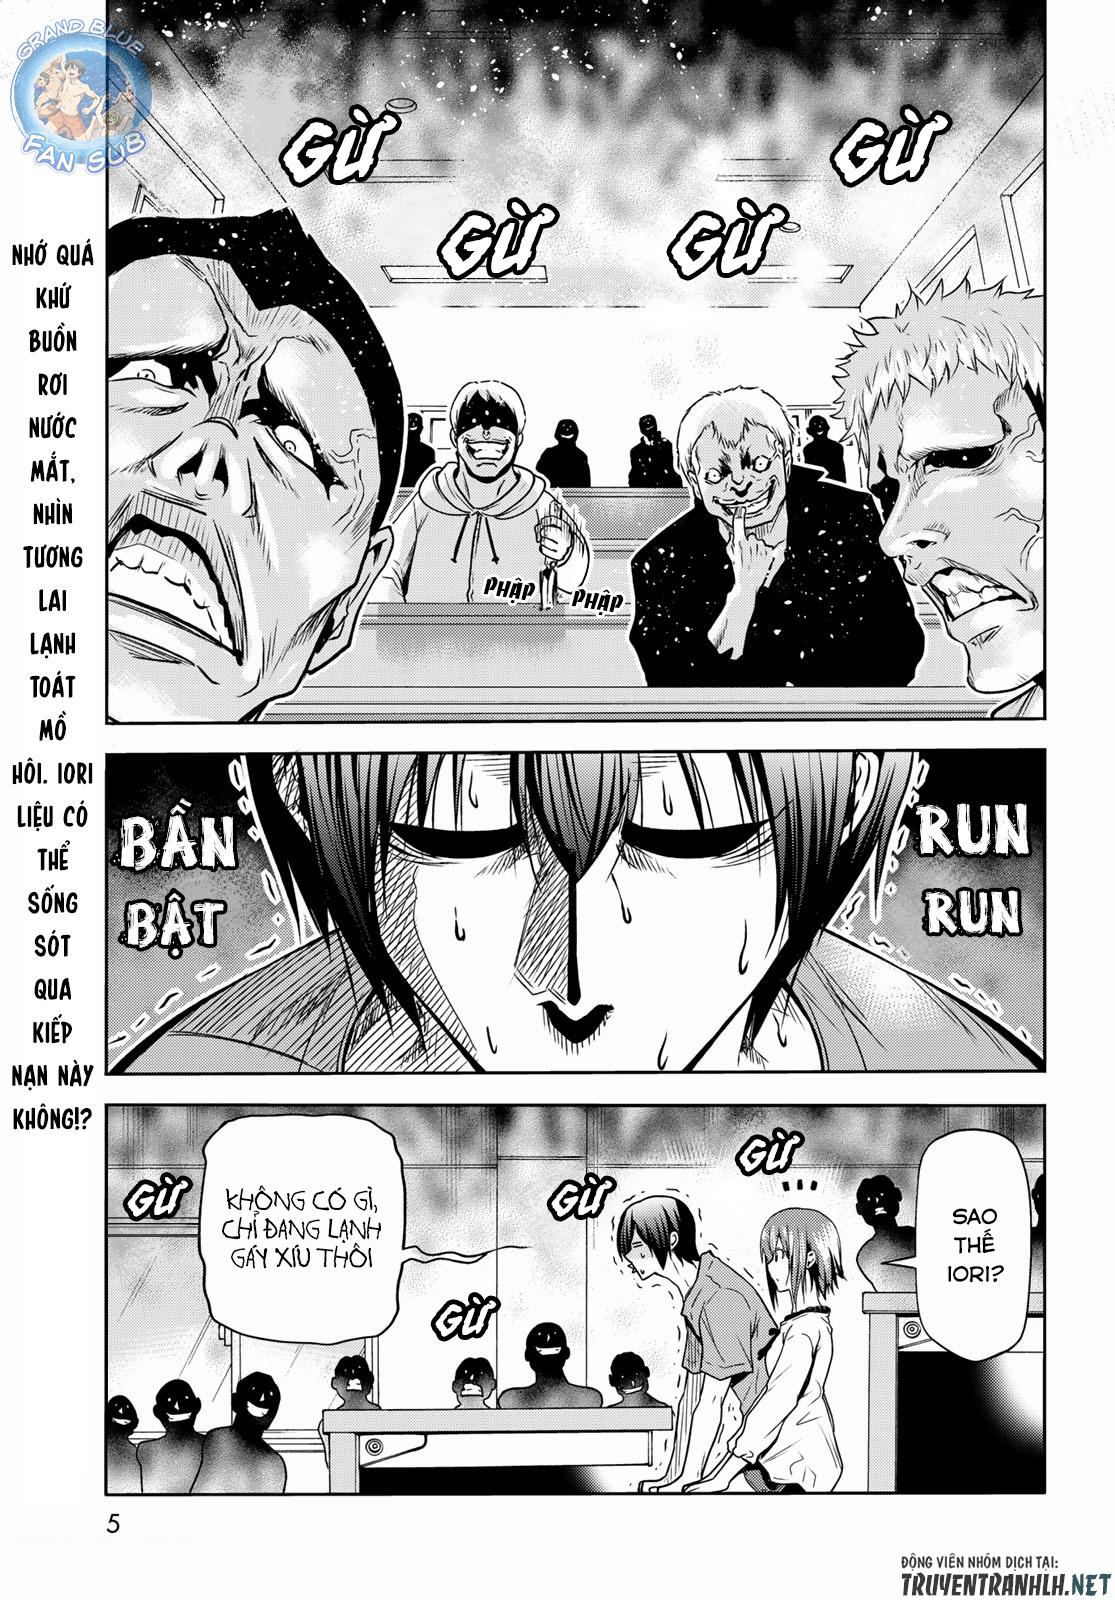 GRAND BLUE
FAN SUB
NHỚ QUÁ
KHỨ
BUỒN
RƠI
NƯỚC
MẮT,
NHÌN
TƯƠNG
LAI
LẠNH
TOÁT
MỒ
HÔI. IORI
LIỆU CÓ
THỂ
SỐNG
SÓT
QUA
KIẾP
NẠN NÀY
KHÔNG!?
GỪ
GỪ
GỪ
GỪ
PHẬP
PHẬP
BẦN
BẬT
RUN
RUN
SAO
THẾ
IORI?
GỪ
GỪ
GỪ
GỪ
KHÔNG CÓ GÌ,
CHỈ ĐANG LẠNH
GÁY XÍU THÔI
5
ĐỘNG VIÊN NHÓM DỊCH TẠI:
TRUYENTRANHLH.NET